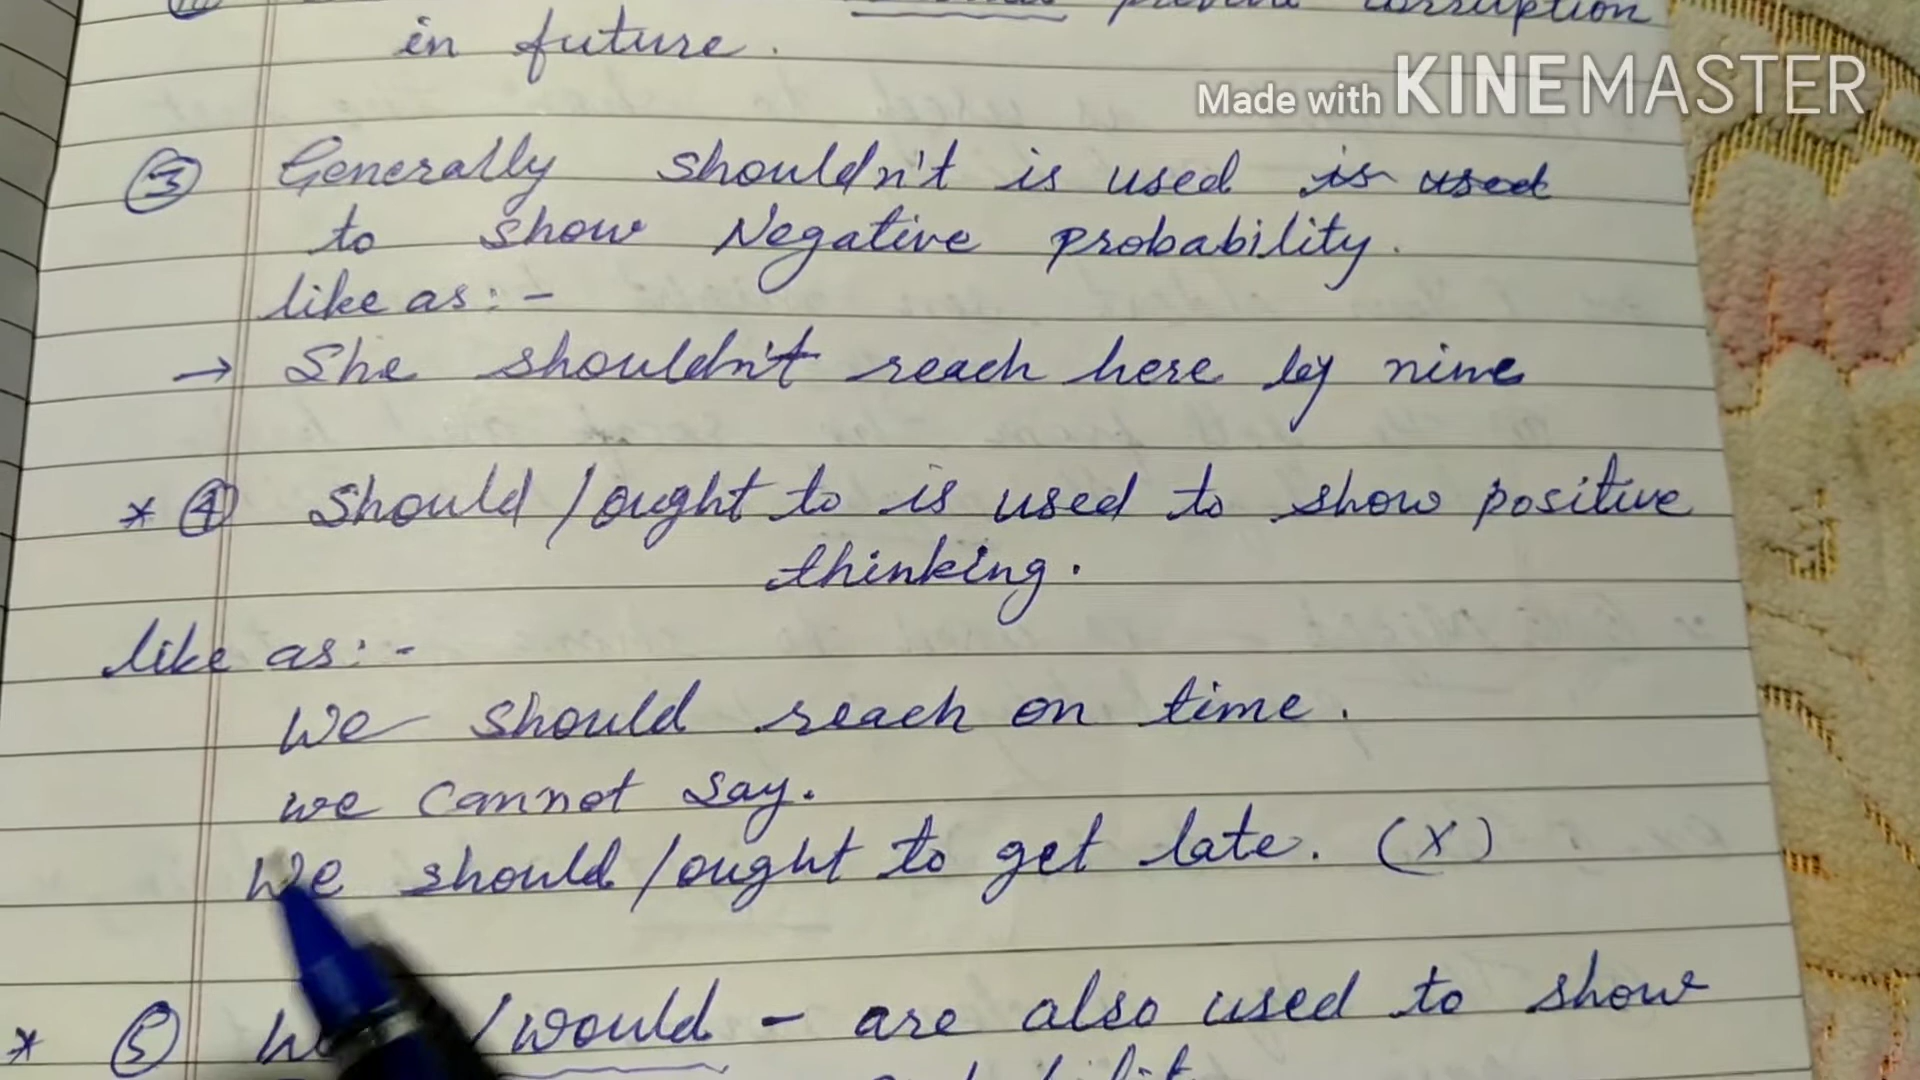 corruption
in future.
Made with KINEMASTER
③ Generally shouldn't is used is used
to show Negative probability.
like as:-
→ She shouldn't reach here by nine
* ④ Should/ought to is used to show positive
thinking.
like as:-
We should reach on time.
we cannot say.
We should/ought to get late. (X)
* ⑤ /would - are also used to show